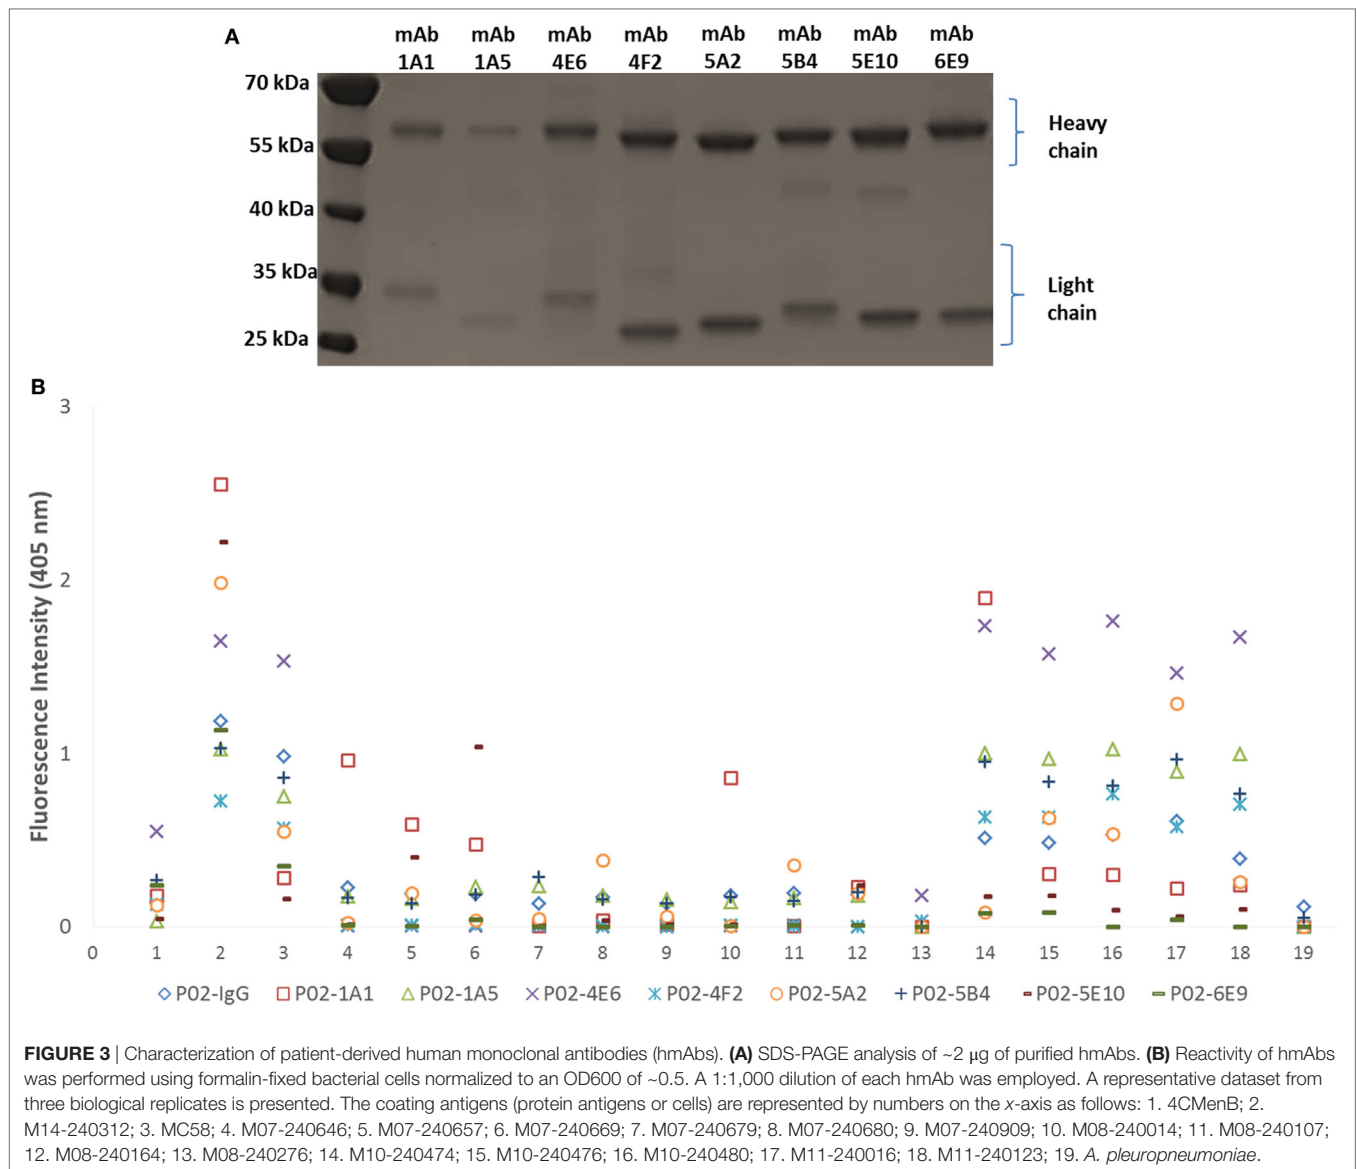 A
mAb 1A1
mAb 1A5
mAb 4E6
mAb 4F2
mAb 5A2
mAb 5B4
mAb 5E10
mAb 6E9
70 kDa
55 kDa
40 kDa
35 kDa
25 kDa
Heavy
chain
Light
chain
B
Fluorescence Intensity (405 nm)
3
2
1
0
0 1 2 3 4 5 6 7 8 9 10 11 12 13 14 15 16 17 18 19
P02-IgG P02-1A1 P02-1A5 P02-4E6 P02-4F2 P02-5A2 P02-5B4 P02-5E10 P02-6E9
FIGURE 3 | Characterization of patient-derived human monoclonal antibodies (hmAbs). (A) SDS-PAGE analysis of ~2 μg of purified hmAbs. (B) Reactivity of hmAbs
was performed using formalin-fixed bacterial cells normalized to an OD600 of ~0.5. A 1:1,000 dilution of each hmAb was employed. A representative dataset from
three biological replicates is presented. The coating antigens (protein antigens or cells) are represented by numbers on the x-axis as follows: 1. 4CMenB; 2.
M14-240312; 3. MC58; 4. M07-240646; 5. M07-240657; 6. M07-240669; 7. M07-240679; 8. M07-240680; 9. M07-240909; 10. M08-240014; 11. M08-240107;
12. M08-240164; 13. M08-240276; 14. M10-240474; 15. M10-240476; 16. M10-240480; 17. M11-240016; 18. M11-240123; 19. A. pleuropneumoniae.